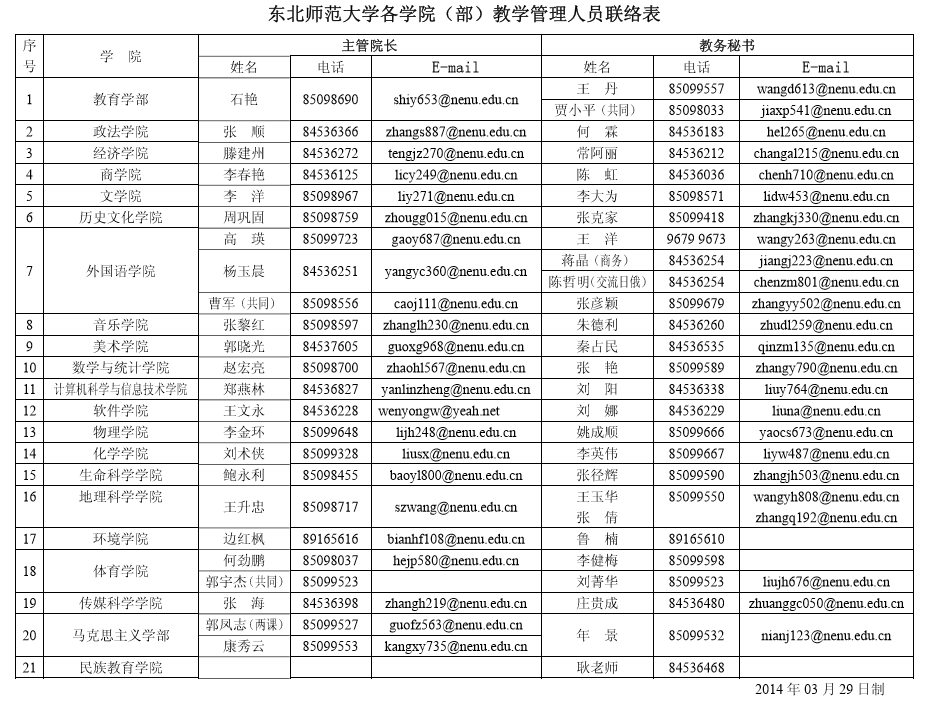 东北师范大学各学院（部）教学管理人员联络表
序号 学 院 主管院长 教务秘书
姓名 电话 E-mail 姓名 电话 E-mail
1 教育学部 石艳 85098690 shiy653@nenu.edu.cn 王 丹 85099557 wangd613@nenu.edu.cn
贾小平（共同） 85098033 jiaxp541@nenu.edu.cn
2 政法学院 张 顺 84536366 zhangs887@nenu.edu.cn 何 霖 84536183 hel265@nenu.edu.cn
3 经济学院 滕建州 84536272 tengjz270@nenu.edu.cn 常阿丽 84536212 changal215@nenu.edu.cn
4 商学院 李春艳 84536125 licy249@nenu.edu.cn 陈 虹 84536036 chenh710@nenu.edu.cn
5 文学院 李 洋 85098967 liy271@nenu.edu.cn 李大为 85098571 lidw453@nenu.edu.cn
6 历史文化学院 周巩固 85098759 zhougg015@nenu.edu.cn 张克家 85099418 zhangkj330@nenu.edu.cn
7 外国语学院 高 瑛 85099723 gaoy687@nenu.edu.cn 王 洋 9679 9673 wangy263@nenu.edu.cn
杨玉晨 84536251 yangyc360@nenu.edu.cn 蒋晶（商务） 84536254 jiangj223@nenu.edu.cn
陈哲明(交流日俄) 84536254 chenzm801@nenu.edu.cn
曹军（共同） 85098556 caoj111@nenu.edu.cn 张彦颖 85099679 zhangyy502@nenu.edu.cn
8 音乐学院 张黎红 85098597 zhanglh230@nenu.edu.cn 朱德利 84536260 zhudl259@nenu.edu.cn
9 美术学院 郭晓光 84537605 guoxg968@nenu.edu.cn 秦占民 84536535 qinzm135@nenu.edu.cn
10 数学与统计学院 赵宏亮 85098700 zhaohl567@nenu.edu.cn 张 艳 85099589 zhangy790@nenu.edu.cn
11 计算机科学与信息技术学院 郑燕林 84536827 yanlinzheng@nenu.edu.cn 刘 阳 84536338 liuy764@nenu.edu.cn
12 软件学院 王文永 84536228 wenyongw@yeah.net 刘 娜 84536229 liuna@nenu.edu.cn
13 物理学院 李金环 85099648 lijh248@nenu.edu.cn 姚成顺 85099666 yaocs673@nenu.edu.cn
14 化学学院 刘术侠 85099328 liusx@nenu.edu.cn 李英伟 85099667 liyw487@nenu.edu.cn
15 生命科学学院 鲍永利 85098455 baoyl800@nenu.edu.cn 张径辉 85099590 zhangjh503@nenu.edu.cn
16 地理科学学院 王升忠 85098717 szwang@nenu.edu.cn 王玉华 85099550 wangyh808@nenu.edu.cn
张 倩 zhangq192@nenu.edu.cn
17 环境学院 边红枫 89165616 bianhf108@nenu.edu.cn 鲁 楠 89165610
18 体育学院 何劲鹏 85098037 hejp580@nenu.edu.cn 李健梅 85099598
郭宇杰(共同) 85099523 刘菁华 85099523 liujh676@nenu.edu.cn
19 传媒科学学院 张 海 84536398 zhangh219@nenu.edu.cn 庄贵成 84536480 zhuanggc050@nenu.edu.cn
20 马克思主义学部 郭凤志(两课) 85099527 guofz563@nenu.edu.cn 年 景 85099532 nianj123@nenu.edu.cn
康秀云 85099553 kangxy735@nenu.edu.cn
21 民族教育学院 耿老师 84536468
2014 年 03 月 29 日制